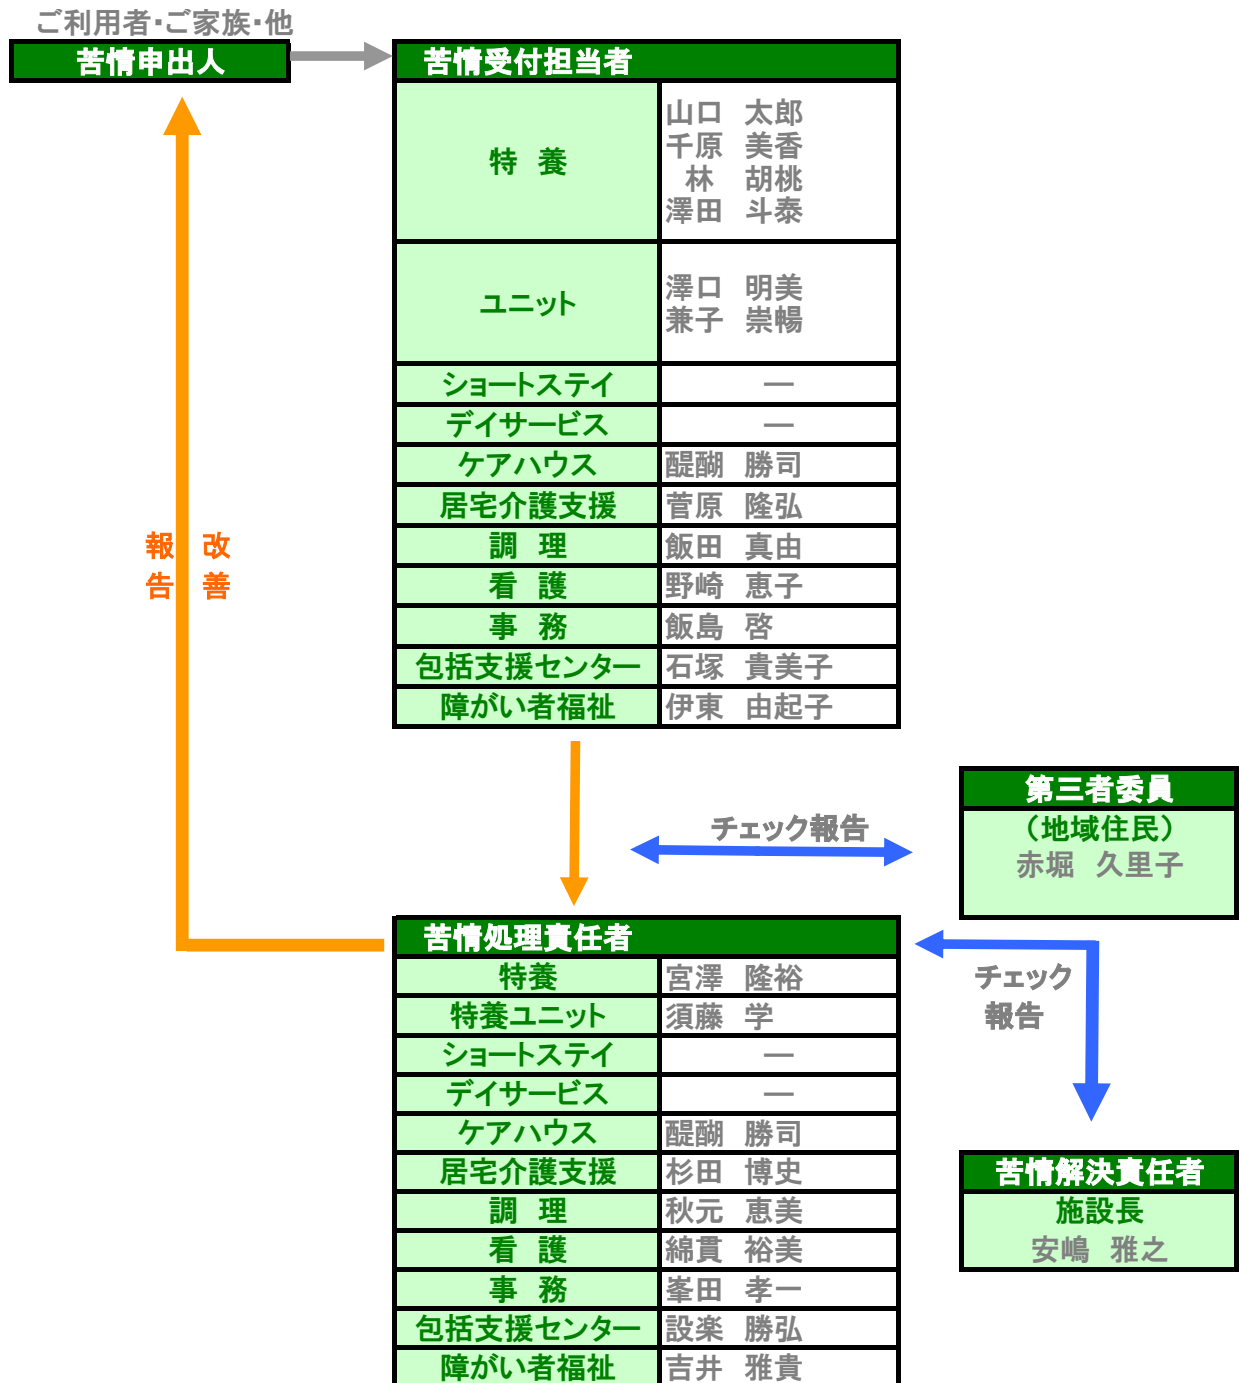 ご利用者・ご家族・他
苦情申出人
苦情受付担当者
特　養
山口　太郎
千原　美香
林　胡桃
澤田　斗泰
ユニット
澤口　明美
兼子　崇暢
ショートステイ
―
デイサービス
―
ケアハウス
醍醐　勝司
居宅介護支援
菅原　隆弘
調　理
飯田　真由
看　護
野崎　恵子
事　務
飯島　啓
包括支援センター
石塚　貴美子
障がい者福祉
伊東　由起子
報　改
告　善
チェック報告
第三者委員
（地域住民）
赤堀　久里子
苦情処理責任者
特養
宮澤　隆裕
特養ユニット
須藤　学
ショートステイ
―
デイサービス
―
ケアハウス
醍醐　勝司
居宅介護支援
杉田　博史
調　理
秋元　恵美
看　護
綿貫　裕美
事　務
峯田　孝一
包括支援センター
設楽　勝弘
障がい者福祉
吉井　雅貴
チェック
報告
苦情解決責任者
施設長
安嶋　雅之